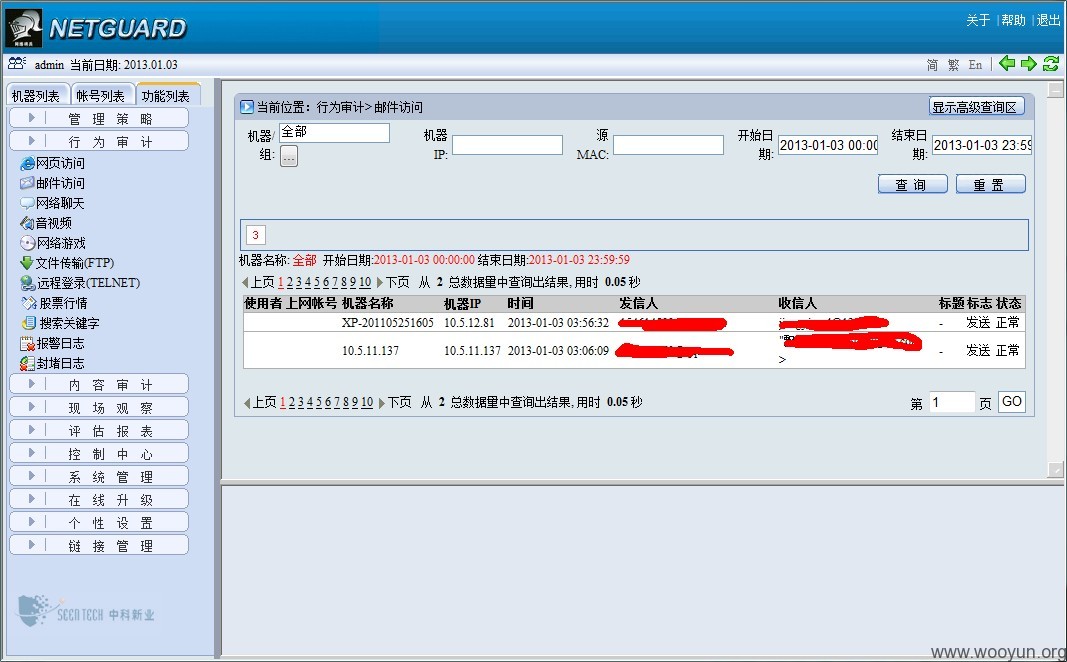 NETGUARD
关于 | 帮助 | 退出
网络哨兵
admin 当前日期: 2013.01.03
简 繁 En
机器列表 帐号列表 功能列表
管 理 策 略
行 为 审 计
网页访问
邮件访问
网络聊天
音视频
网络游戏
文件传输(FTP)
远程登录(TELNET)
股票行情
搜索关键字
报警日志
封堵日志
内 容 审 计
现 场 观 察
评 估 报 表
控 制 中 心
系 统 管 理
在 线 升 级
个 性 设 置
链 接 管 理
SEENTECH 中科新业
当前位置: 行为审计> 邮件访问
显示高级查询区
机器/组: 全部 ... 机器IP: 源MAC: 开始日期: 2013-01-03 00:00 结束日期: 2013-01-03 23:59
查 询 重 置
3
机器名称: 全部 开始日期:2013-01-03 00:00:00 结束日期:2013-01-03 23:59:59
上页 1 2 3 4 5 6 7 8 9 10 下页 从 2 总数据量中查询出结果, 用时 0.05 秒
使用者 上网帐号 机器名称 机器IP 时间 发信人 收信人 标题 标志 状态
XP-201105251605 10.5.12.81 2013-01-03 03:56:32 - 发送 正常
10.5.11.137 10.5.11.137 2013-01-03 03:06:09 - 发送 正常
>
上页 1 2 3 4 5 6 7 8 9 10 下页 从 2 总数据量中查询出结果, 用时 0.05 秒
第 1 页 GO
www.wooyun.org